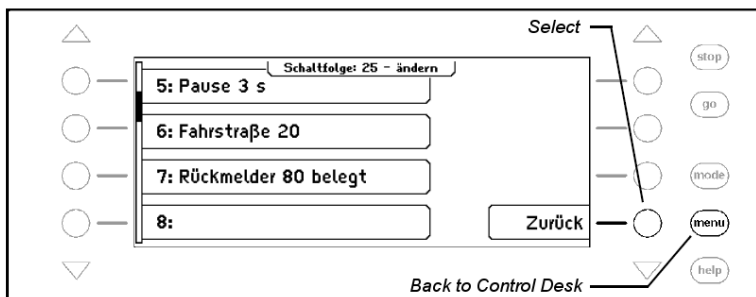 Select
Schaltfolge: 25 - ändern
stop
5: Pause 3 s
go
6: Fahrstraße 20
7: Rückmelder 80 belegt
mode
8:
Zurück
menu
help
Back to Control Desk